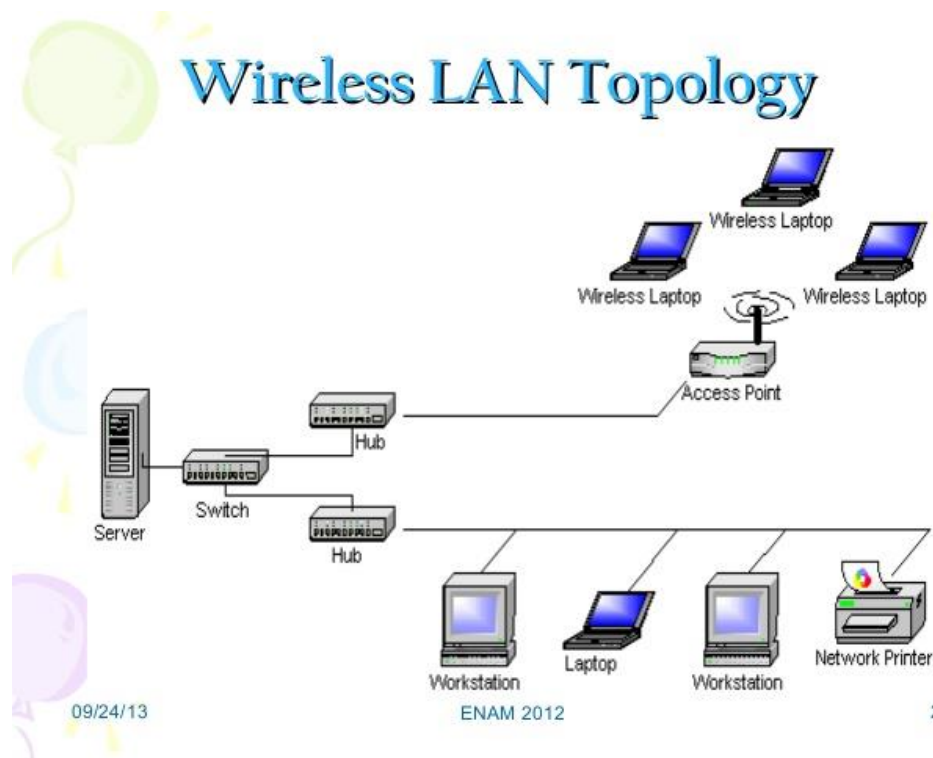 Wireless LAN Topology
Wireless Laptop
Wireless Laptop
Wireless Laptop
Access Point
Hub
Switch
Server
Hub
Workstation
Laptop
Workstation
Network Printer
09/24/13
ENAM 2012